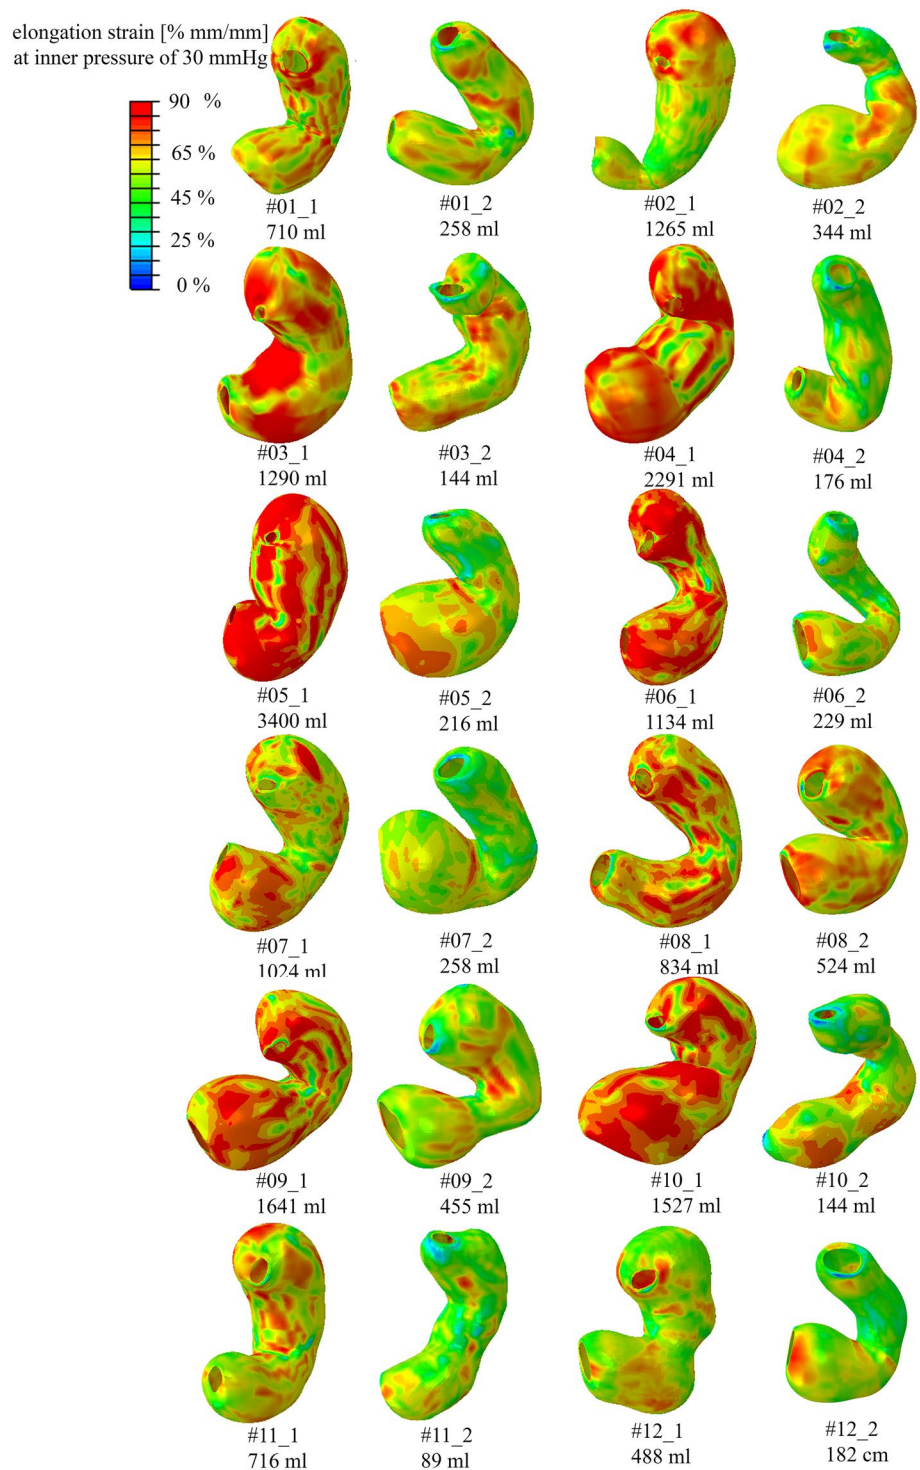 elongation strain [% mm/mm]
at inner pressure of 30 mmHg
90 %
65 %
45 %
25 %
0 %
#01_1
710 ml
#01_2
258 ml
#02_1
1265 ml
#02_2
344 ml
#03_1
1290 ml
#03_2
144 ml
#04_1
2291 ml
#04_2
176 ml
#05_1
3400 ml
#05_2
216 ml
#06_1
1134 ml
#06_2
229 ml
#07_1
1024 ml
#07_2
258 ml
#08_1
834 ml
#08_2
524 ml
#09_1
1641 ml
#09_2
455 ml
#10_1
1527 ml
#10_2
144 ml
#11_1
716 ml
#11_2
89 ml
#12_1
488 ml
#12_2
182 cm